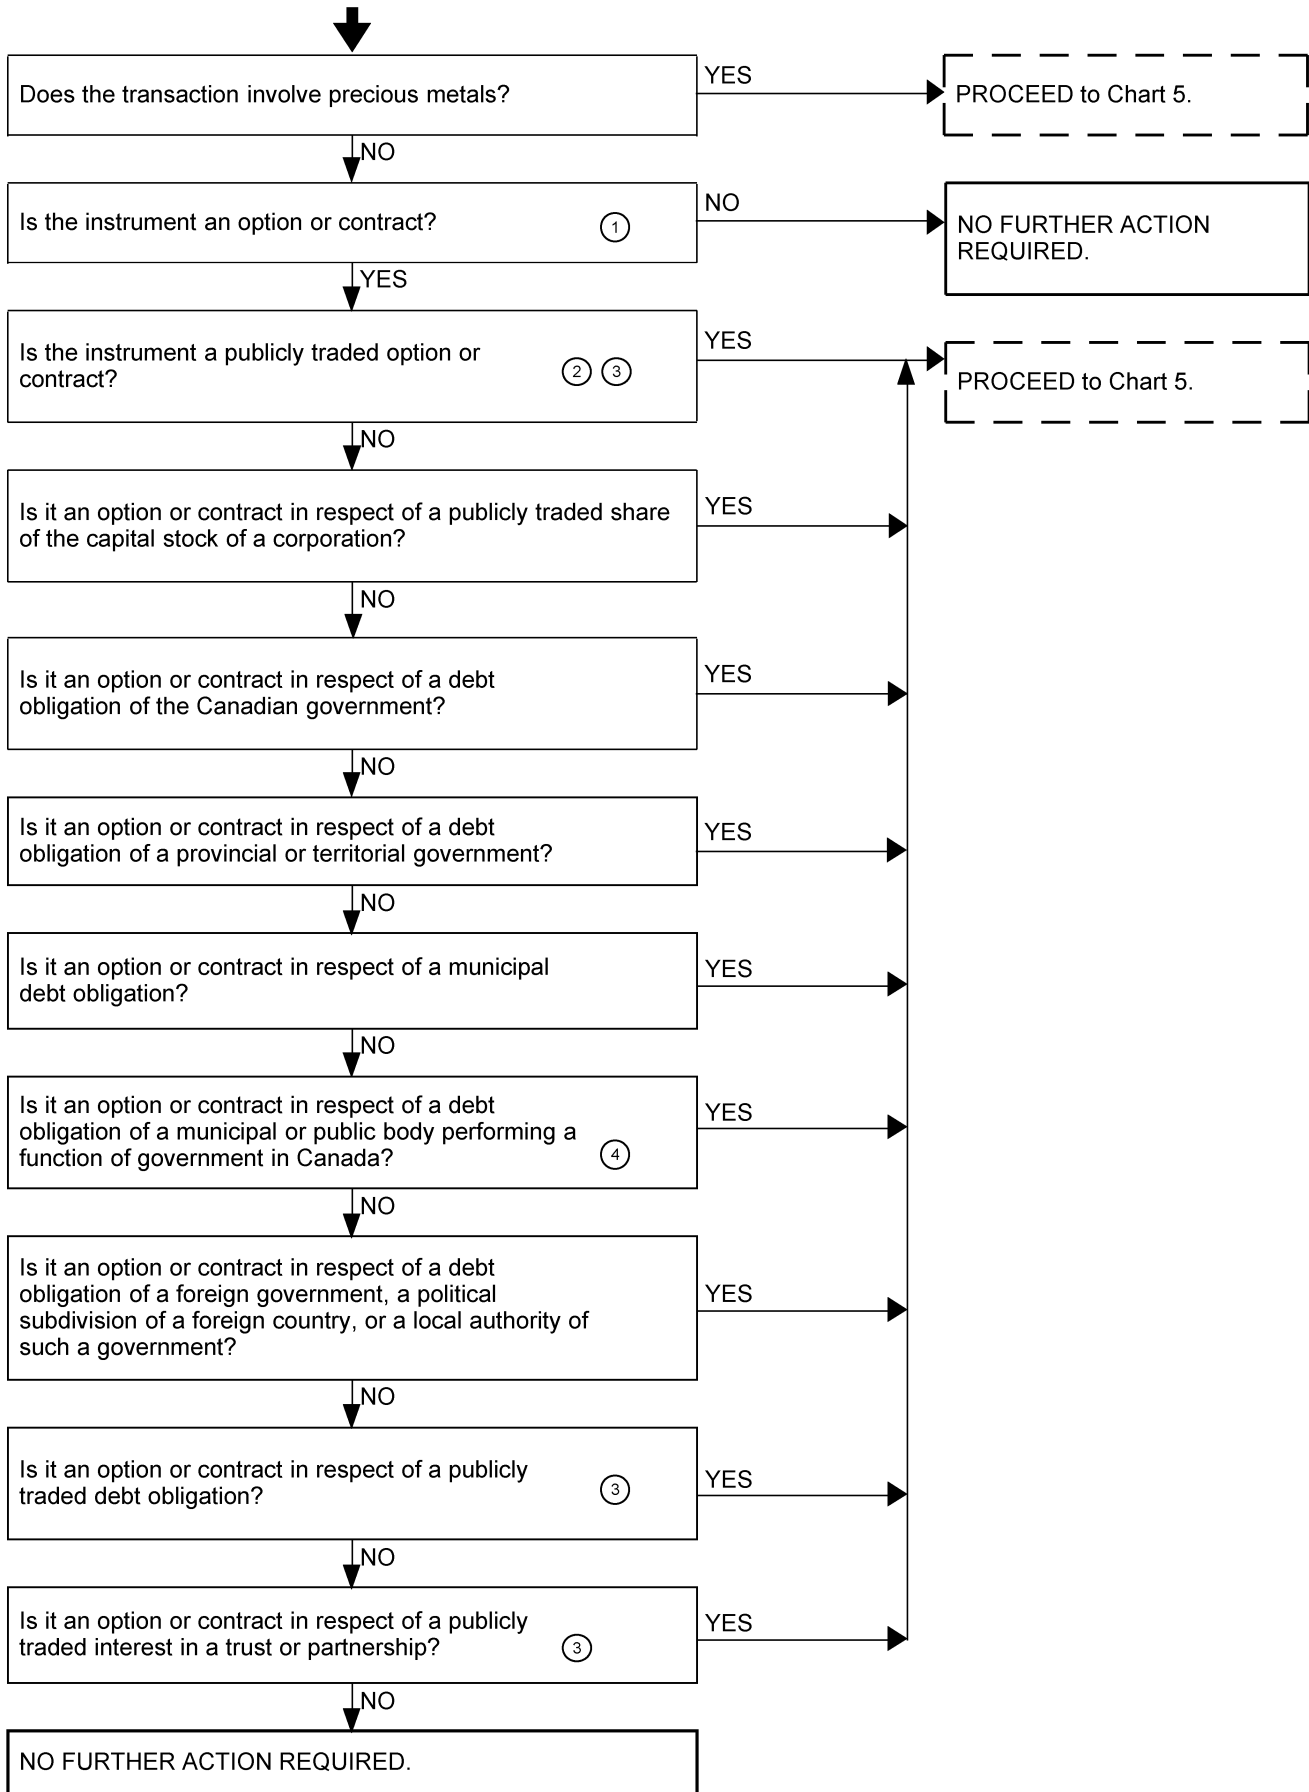 Does the transaction involve precious metals?
YES
PROCEED to Chart 5.
NO
Is the instrument an option or contract?
1
NO
NO FURTHER ACTION
REQUIRED.
YES
Is the instrument a publicly traded option or
contract?
2 3
YES
PROCEED to Chart 5.
NO
Is it an option or contract in respect of a publicly traded share
of the capital stock of a corporation?
YES
NO
Is it an option or contract in respect of a debt
obligation of the Canadian government?
YES
NO
Is it an option or contract in respect of a debt
obligation of a provincial or territorial government?
YES
NO
Is it an option or contract in respect of a municipal
debt obligation?
YES
NO
Is it an option or contract in respect of a debt
obligation of a municipal or public body performing a
function of government in Canada?
4
YES
NO
Is it an option or contract in respect of a debt
obligation of a foreign government, a political
subdivision of a foreign country, or a local authority of
such a government?
YES
NO
Is it an option or contract in respect of a publicly
traded debt obligation?
3
YES
NO
Is it an option or contract in respect of a publicly
traded interest in a trust or partnership?
3
YES
NO
NO FURTHER ACTION REQUIRED.